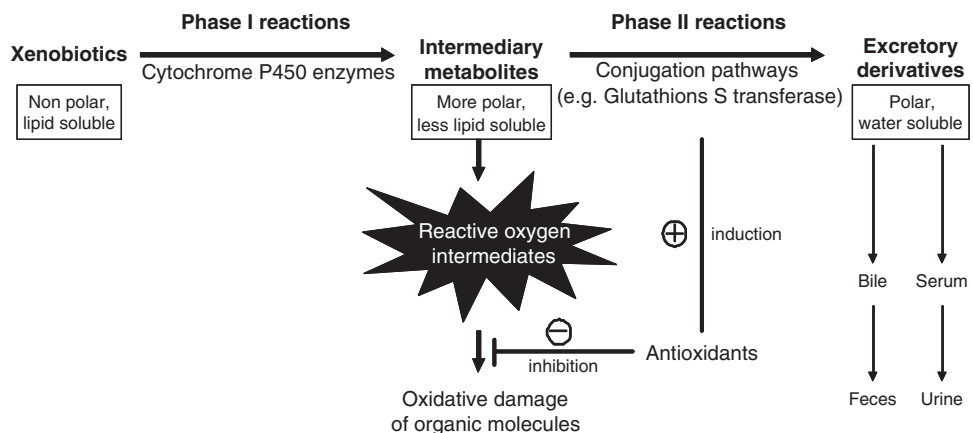 Phase I reactions
Phase II reactions
Xenobiotics
Cytochrome P450 enzymes
Intermediary
metabolites
Conjugation pathways
(e.g. Glutathions S transferase)
Excretory
derivatives
Non polar,
lipid soluble
More polar,
less lipid soluble
Polar,
water soluble
Reactive oxygen
intermediates
+
induction
Bile
Serum
−
inhibition
Antioxidants
Oxidative damage
of organic molecules
Feces
Urine